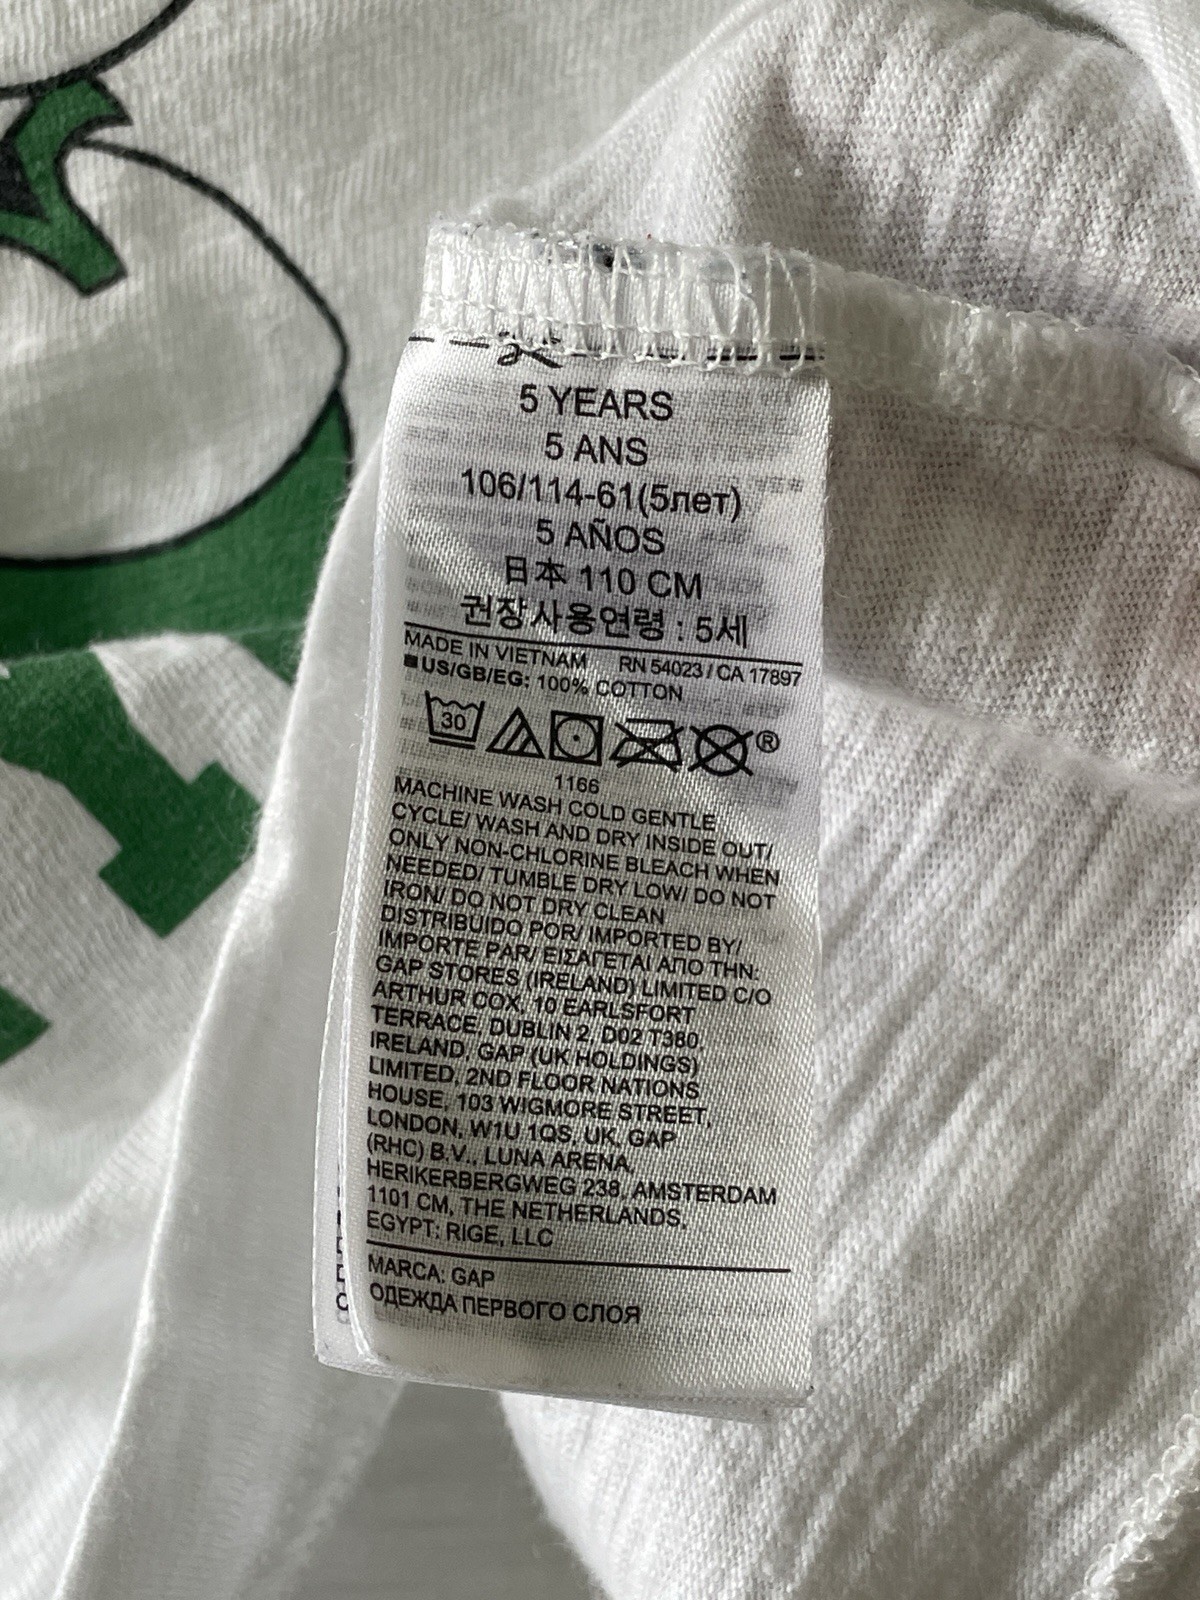 5 YEARS
5 ANS
106/114-61(5лет)
5 AÑOS
日本 110 CM
권장사용연령 : 5세
MADE IN VIETNAM RN 54023 / CA 17897
US/GB/EG: 100% COTTON
30 ®
1166
MACHINE WASH COLD GENTLE
CYCLE/ WASH AND DRY INSIDE OUT/
ONLY NON-CHLORINE BLEACH WHEN
NEEDED/ TUMBLE DRY LOW/ DO NOT
IRON/ DO NOT DRY CLEAN
DISTRIBUIDO POR/ IMPORTED BY/
IMPORTE PAR/ ΕΙΣΑΓΕΤΑΙ ΑΠΟ ΤΗΝ:
GAP STORES (IRELAND) LIMITED C/O
ARTHUR COX, 10 EARLSFORT
TERRACE, DUBLIN 2, D02 T380,
IRELAND, GAP (UK HOLDINGS)
LIMITED, 2ND FLOOR NATIONS
HOUSE, 103 WIGMORE STREET,
LONDON, W1U 1QS, UK, GAP
(RHC) B.V., LUNA ARENA,
HERIKERBERGWEG 238, AMSTERDAM
1101 CM, THE NETHERLANDS,
EGYPT: RIGE, LLC
MARCA: GAP
ОДЕЖДА ПЕРВОГО СЛОЯ